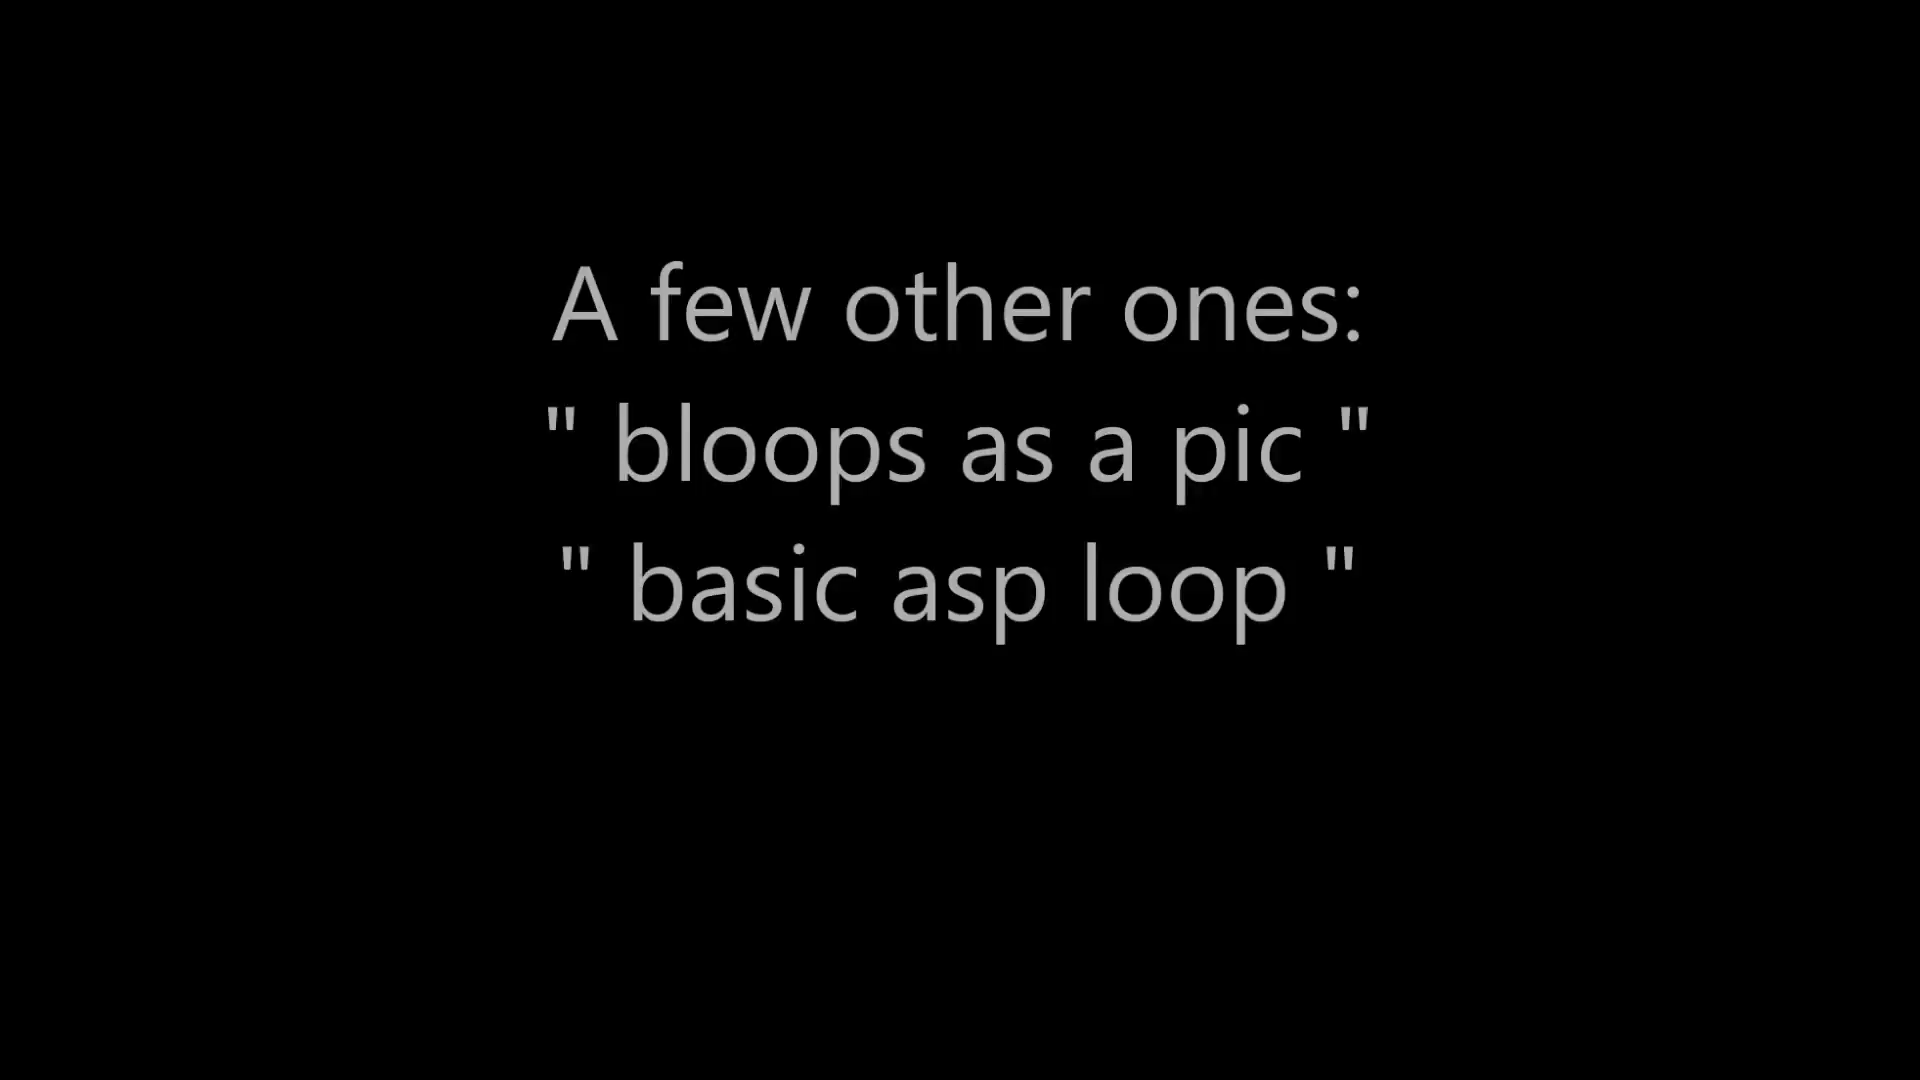 A few other ones:
" bloops as a pic "
" basic asp loop "